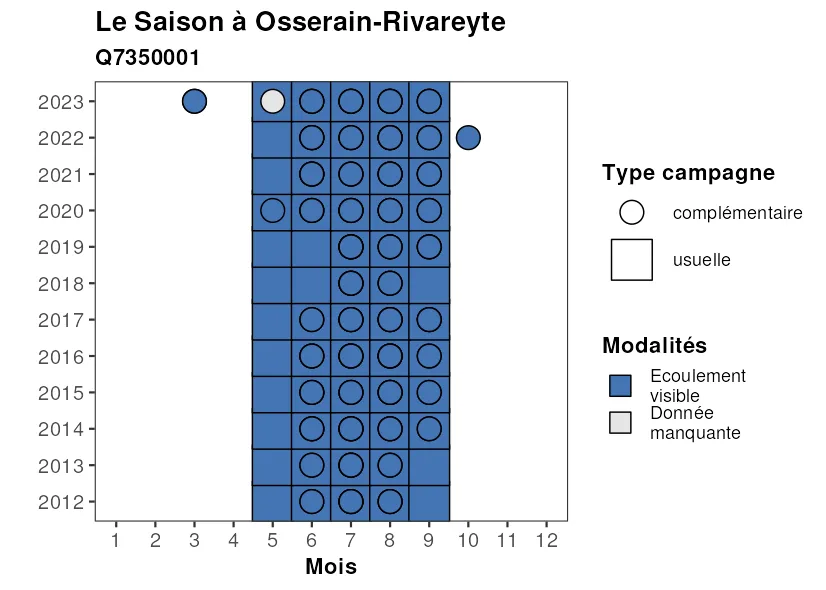 Le Saison à Osserain-Rivareyte
Q7350001
2023
2022
2021
2020
2019
2018
2017
2016
2015
2014
2013
2012
1 2 3 4 5 6 7 8 9 10 11 12
Mois
Type campagne
complémentaire
usuelle
Modalités
Ecoulement
visible
Donnée
manquante